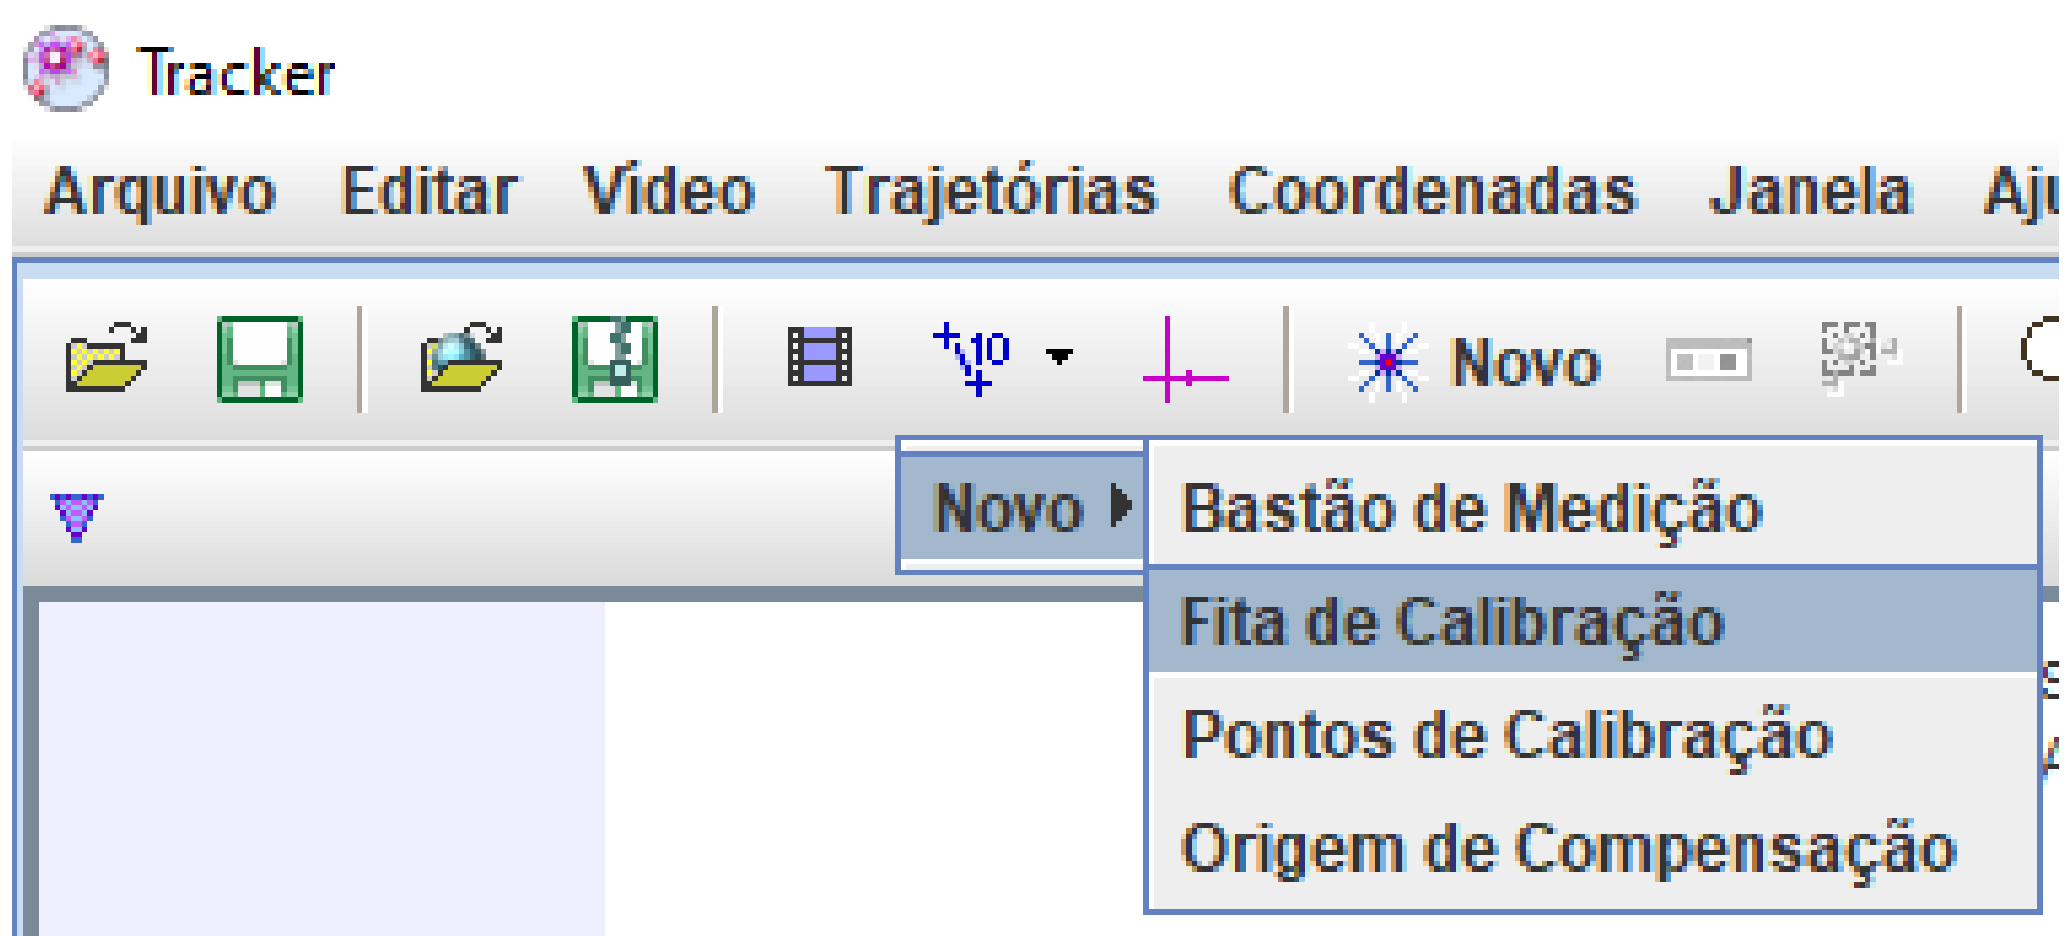 Tracker
Arquivo Editar Vídeo Trajetórias Coordenadas Janela Aju
10 Novo
Novo Bastão de Medição
Fita de Calibração
Pontos de Calibração
Origem de Compensação